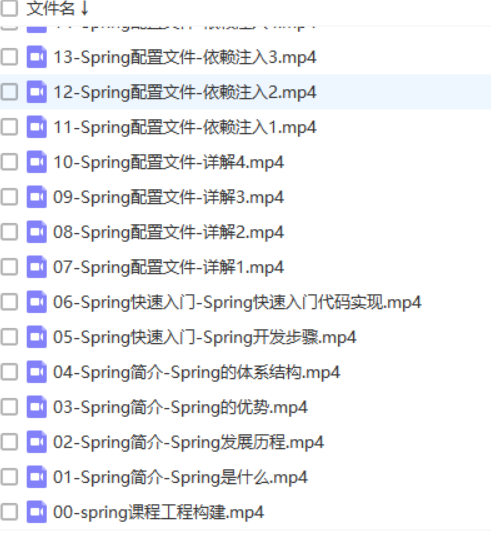 文件名↓
13-Spring配置文件-依赖注入3.mp4
12-Spring配置文件-依赖注入2.mp4
11-Spring配置文件-依赖注入1.mp4
10-Spring配置文件-详解4.mp4
09-Spring配置文件-详解3.mp4
08-Spring配置文件-详解2.mp4
07-Spring配置文件-详解1.mp4
06-Spring快速入门-Spring快速入门代码实现.mp4
05-Spring快速入门-Spring开发步骤.mp4
04-Spring简介-Spring的体系结构.mp4
03-Spring简介-Spring的优势.mp4
02-Spring简介-Spring发展历程.mp4
01-Spring简介-Spring是什么.mp4
00-spring课程工程构建.mp4